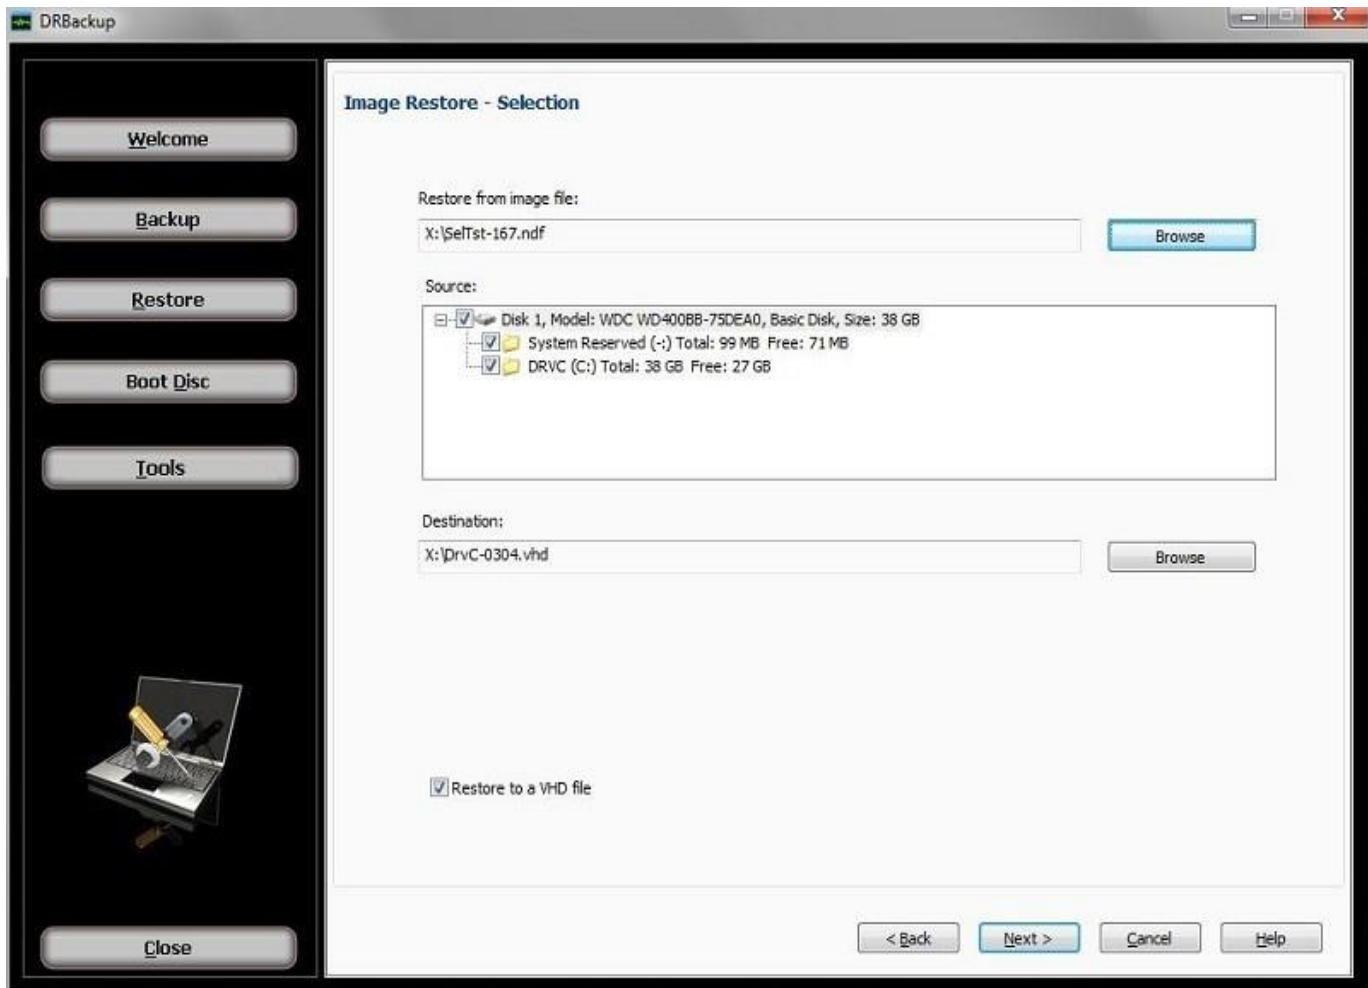 DRBackup
Welcome
Backup
Restore
Boot Disc
Tools
Close
Image Restore - Selection
Restore from image file:
X:\SelTst-167.ndf
Browse
Source:
Disk 1, Model: WDC WD400BB-75DEA0, Basic Disk, Size: 38 GB
System Reserved (-:) Total: 99 MB Free: 71 MB
DRVC (C:) Total: 38 GB Free: 27 GB
Destination:
X:\DrvC-0304.vhd
Browse
Restore to a VHD file
< Back
Next >
Cancel
Help